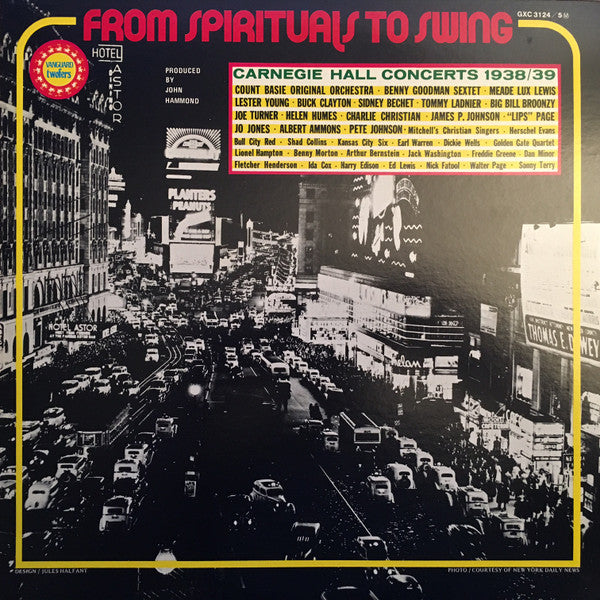 GXC 3124 / 5 M
FROM SPIRITUALS TO SWING
VANGUARD
twofers
HOTEL
ASTOR
PRODUCED
BY
JOHN
HAMMOND
CARNEGIE HALL CONCERTS 1938/39
COUNT BASIE ORIGINAL ORCHESTRA · BENNY GOODMAN SEXTET · MEADE LUX LEWIS
LESTER YOUNG · BUCK CLAYTON · SIDNEY BECHET · TOMMY LADNIER · BIG BILL BROONZY
JOE TURNER · HELEN HUMES · CHARLIE CHRISTIAN · JAMES P. JOHNSON · "LIPS" PAGE
JO JONES · ALBERT AMMONS · PETE JOHNSON · Mitchell's Christian Singers · Herschel Evans
Bull City Red · Shad Collins · Kansas City Six · Earl Warren · Dickie Wells · Golden Gate Quartet
Lionel Hampton · Benny Morton · Arthur Bernstein · Jack Washington · Freddie Greene · Dan Minor
Fletcher Henderson · Ida Cox · Harry Edison · Ed Lewis · Nick Fatool · Walter Page · Sonny Terry
PLANTERS
PEANUTS
HOTEL ASTOR
THOMAS E. DEWEY
DESIGN / JULES HALFANT
PHOTO / COURTESY OF NEW YORK DAILY NEWS